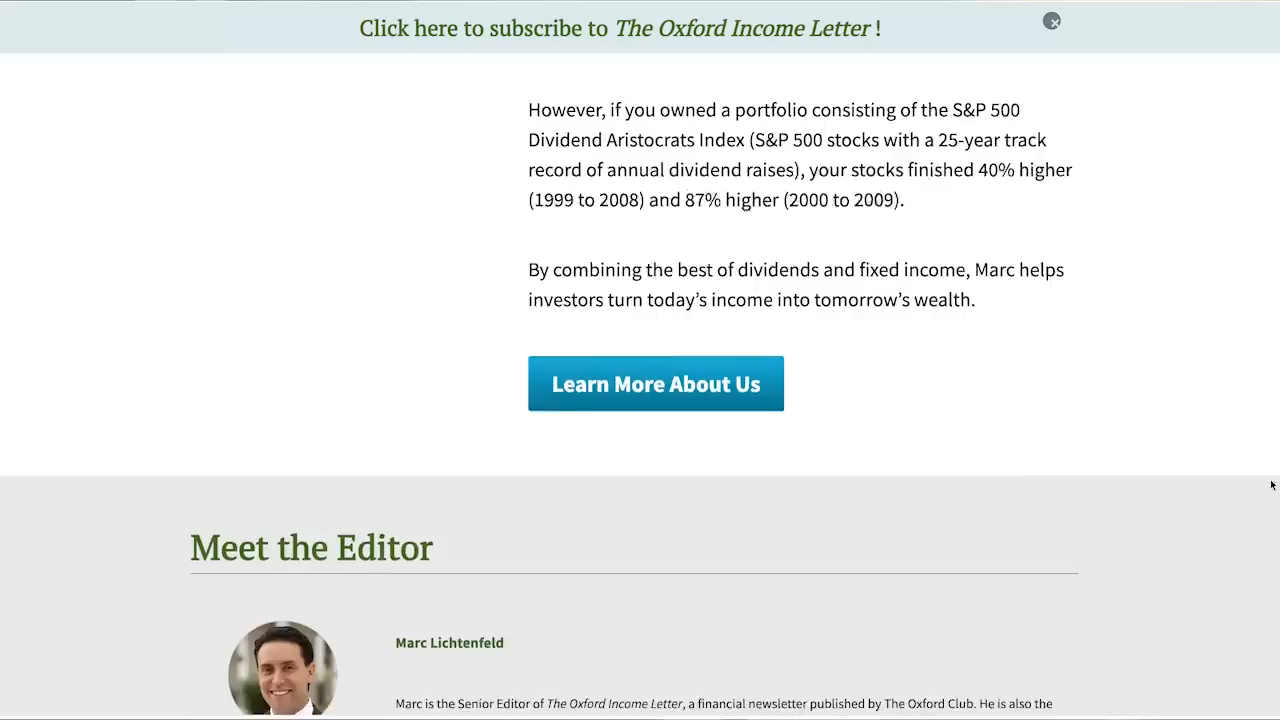 Click here to subscribe to The Oxford Income Letter !
However, if you owned a portfolio consisting of the S&P 500
Dividend Aristocrats Index (S&P 500 stocks with a 25-year track
record of annual dividend raises), your stocks finished 40% higher
(1999 to 2008) and 87% higher (2000 to 2009).
By combining the best of dividends and fixed income, Marc helps
investors turn today’s income into tomorrow’s wealth.
Learn More About Us
Meet the Editor
Marc Lichtenfeld
Marc is the Senior Editor of The Oxford Income Letter, a financial newsletter published by The Oxford Club. He is also the